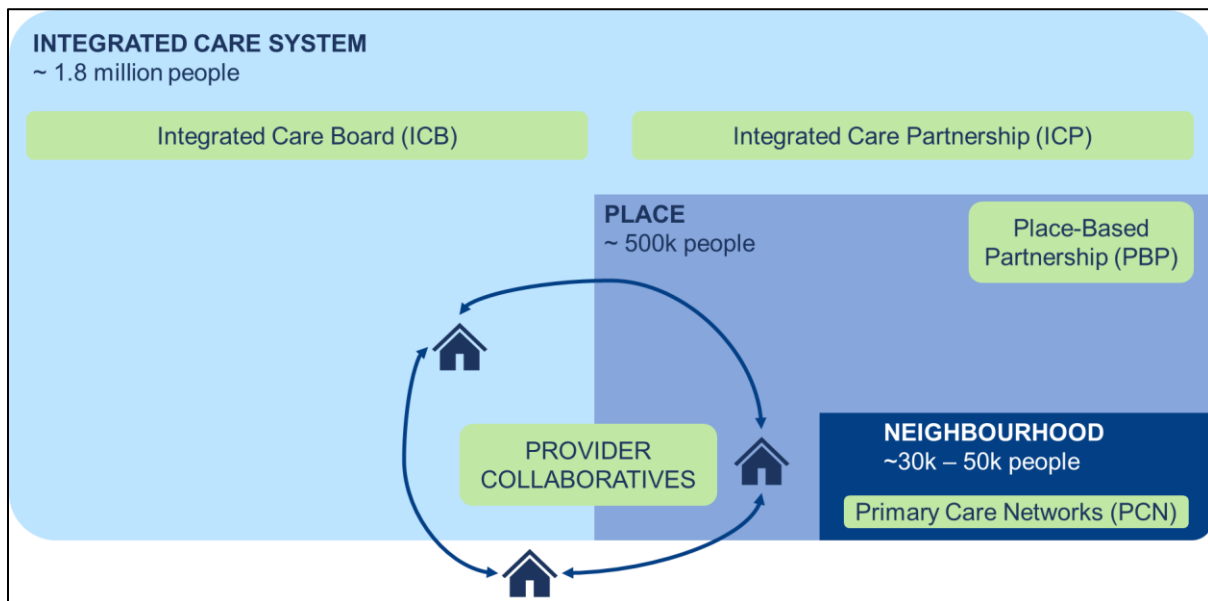 INTEGRATED CARE SYSTEM
~ 1.8 million people
Integrated Care Board (ICB)
Integrated Care Partnership (ICP)
PLACE
~ 500k people
Place-Based
Partnership (PBP)
PROVIDER
COLLABORATIVES
NEIGHBOURHOOD
~30k – 50k people
Primary Care Networks (PCN)